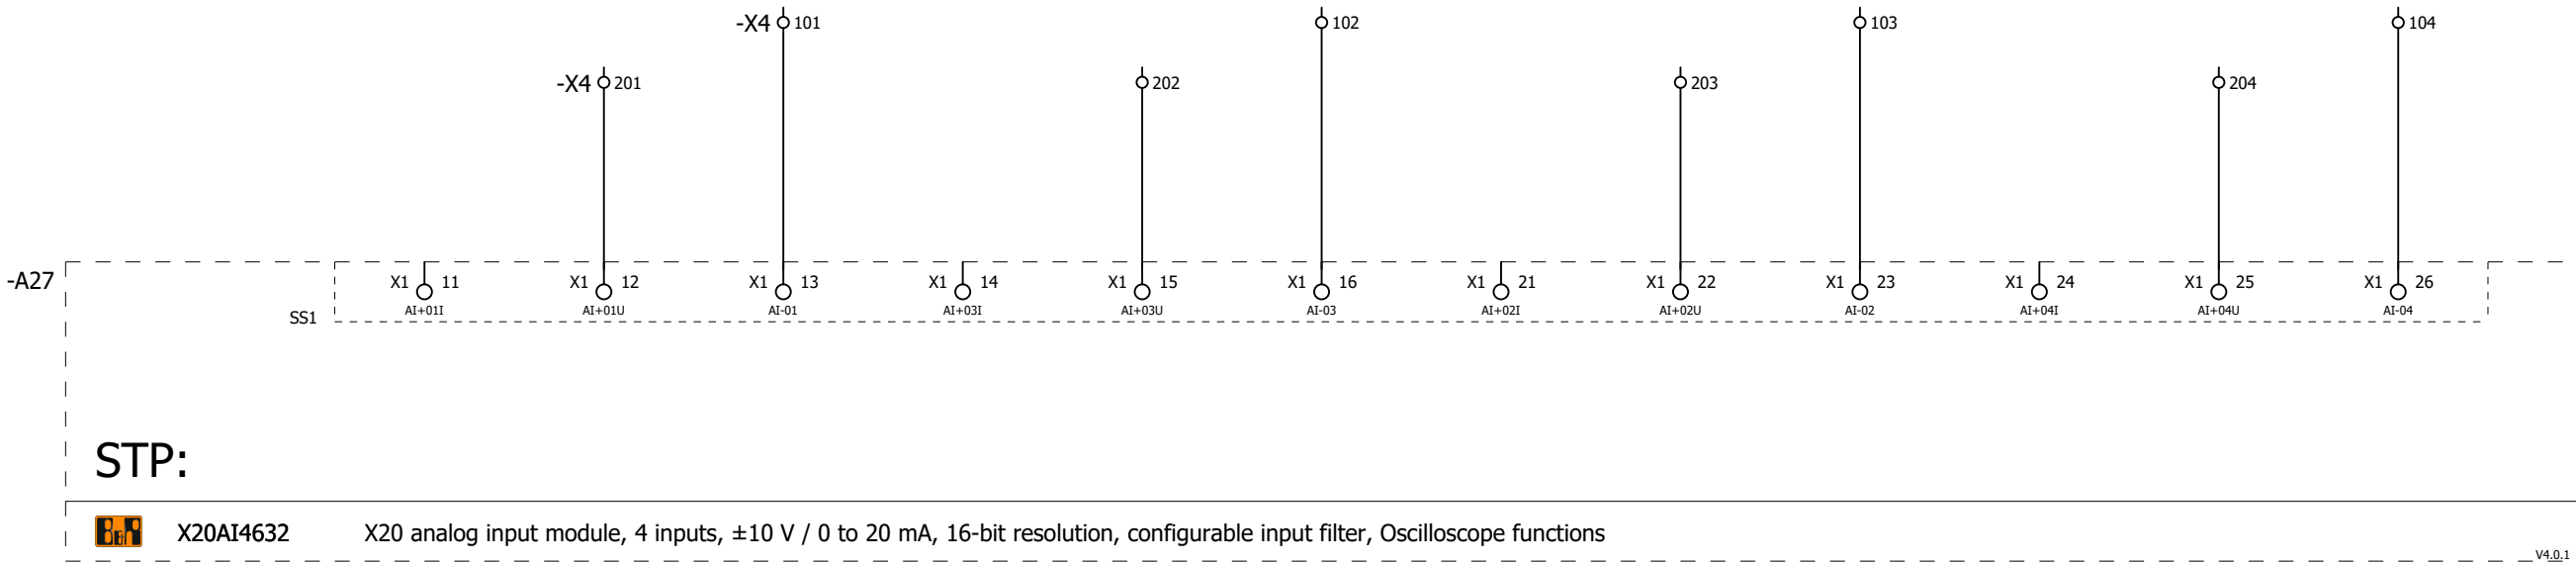 -X4 101 102 103 104
-X4 201 202 203 204
-A27
X1 11 X1 12 X1 13 X1 14 X1 15 X1 16 X1 21 X1 22 X1 23 X1 24 X1 25 X1 26
SS1 AI+01I AI+01U AI-01 AI+03I AI+03U AI-03 AI+02I AI+02U AI-02 AI+04I AI+04U AI-04
STP:
B&R X20AI4632 X20 analog input module, 4 inputs, ±10 V / 0 to 20 mA, 16-bit resolution, configurable input filter, Oscilloscope functions
V4.0.1